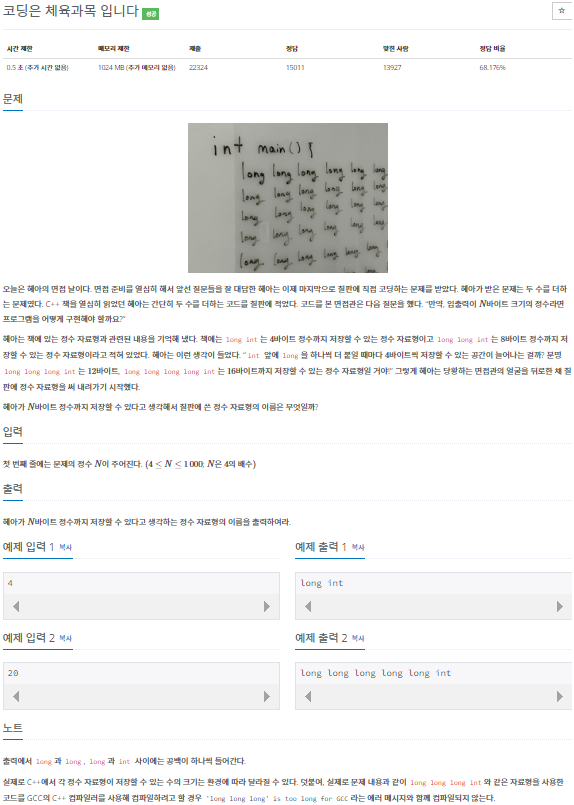 코딩은 체육과목 입니다 성공
☆
시간 제한 메모리 제한 제출 정답 맞힌 사람 정답 비율
0.5 초 (추가 시간 없음) 1024 MB (추가 메모리 없음) 22324 15011 13927 68.176%
문제
int main() {
long long long long long long
long long long long long long
long long long long long long
long long long long long long
long long long long long long
오늘은 혜아의 면접 날이다. 면접 준비를 열심히 해서 앞선 질문들을 잘 대답한 혜아는 이제 마지막으로 칠판에 직접 코딩하는 문제를 받았다. 혜아가 받은 문제는 두 수를 더하
는 문제였다. C++ 책을 열심히 읽었던 혜아는 간단히 두 수를 더하는 코드를 칠판에 적었다. 코드를 본 면접관은 다음 질문을 했다. “만약, 입출력이 N바이트 크기의 정수라면
프로그램을 어떻게 구현해야 할까요?”
혜아는 책에 있는 정수 자료형과 관련된 내용을 기억해 냈다. 책에는 long int 는 4바이트 정수까지 저장할 수 있는 정수 자료형이고 long long int 는 8바이트 정수까지 저
장할 수 있는 정수 자료형이라고 적혀 있었다. 혜아는 이런 생각이 들었다. “ int 앞에 long 을 하나씩 더 붙일 때마다 4바이트씩 저장할 수 있는 공간이 늘어나는 걸까? 분명
long long long int 는 12바이트, long long long long int 는 16바이트까지 저장할 수 있는 정수 자료형일 거야!” 그렇게 혜아는 당황하는 면접관의 얼굴을 뒤로한 채 칠
판에 정수 자료형을 써 내려가기 시작했다.
혜아가 N바이트 정수까지 저장할 수 있다고 생각해서 칠판에 쓴 정수 자료형의 이름은 무엇일까?
입력
첫 번째 줄에는 문제의 정수 N이 주어진다. (4 ≤ N ≤ 1 000; N은 4의 배수)
출력
혜아가 N바이트 정수까지 저장할 수 있다고 생각하는 정수 자료형의 이름을 출력하여라.
예제 입력 1 복사 예제 출력 1 복사
4 long int
예제 입력 2 복사 예제 출력 2 복사
20 long long long long long int
노트
출력에서 long 과 long , long 과 int 사이에는 공백이 하나씩 들어간다.
실제로 C++에서 각 정수 자료형이 저장할 수 있는 수의 크기는 환경에 따라 달라질 수 있다. 덧붙여, 실제로 문제 내용과 같이 long long long int 와 같은 자료형을 사용한
코드를 GCC의 C++ 컴파일러를 사용해 컴파일하려고 할 경우 'long long long' is too long for GCC 라는 에러 메시지와 함께 컴파일되지 않는다.